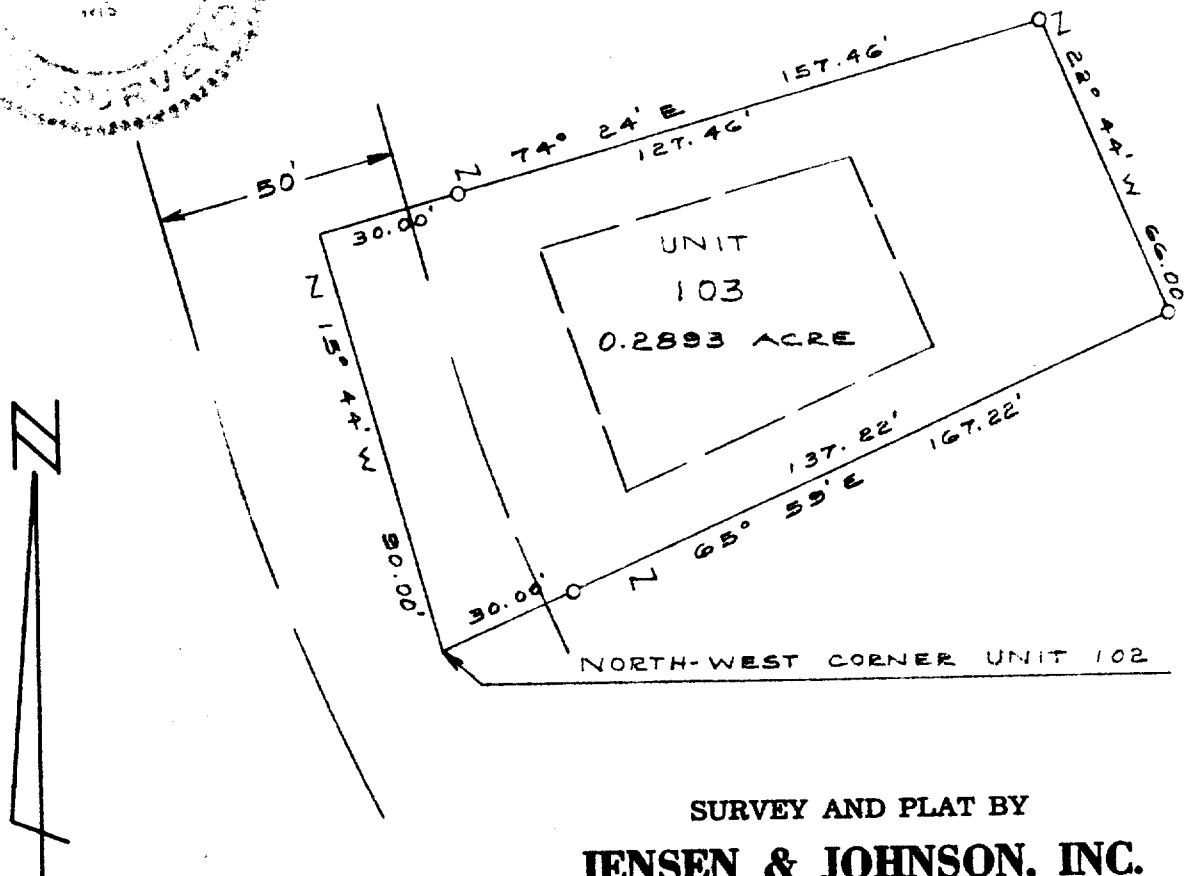 SURVEYO
157.46'
N 74° 24' E
127.46'
N 22° 44' W 66.00
50'
30.00'
UNIT
103
0.2893 ACRE
N 15° 44' W 90.00'
N
137.22'
167.22'
N 65° 59' E
30.00'
NORTH-WEST CORNER UNIT 102
SURVEY AND PLAT BY
JENSEN & JOHNSON, INC.